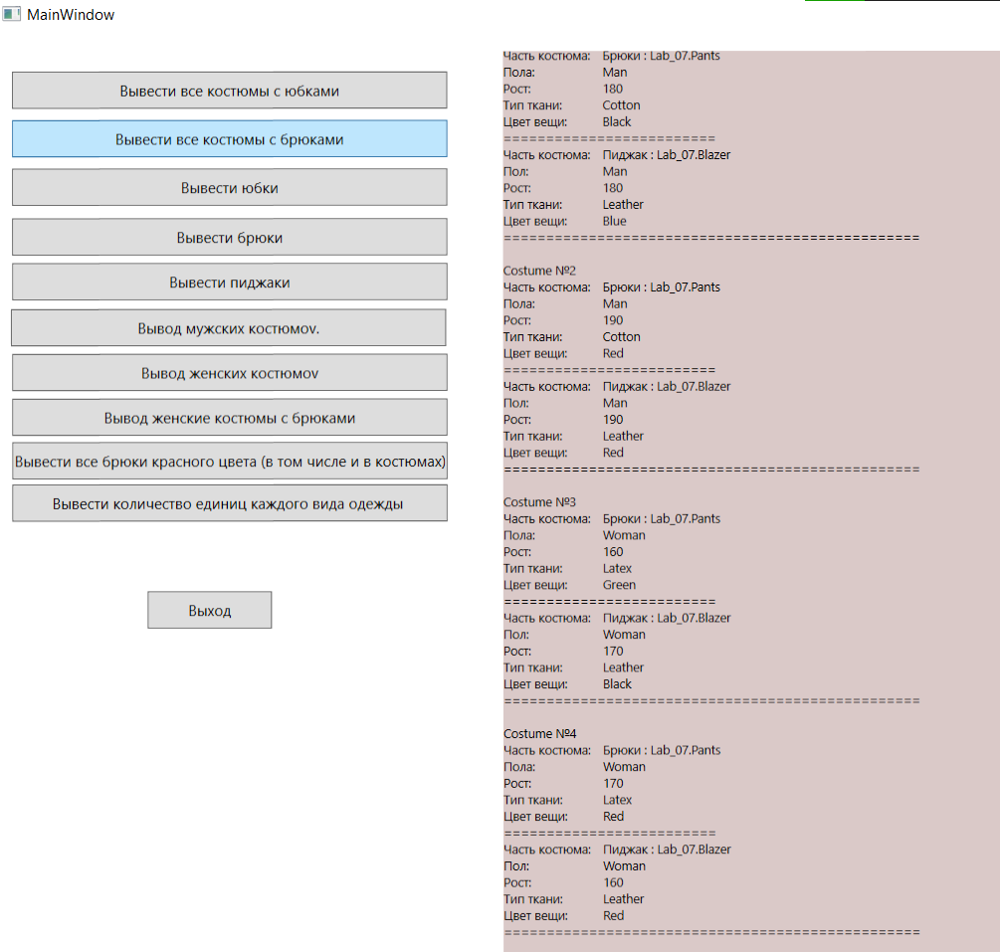 MainWindow
Вывести все костюмы с юбками
Вывести все костюмы с брюками
Вывести юбки
Вывести брюки
Вывести пиджаки
Вывод мужских костюмоv.
Вывод женских костюмоv
Вывод женские костюмы с брюками
Вывести все брюки красного цвета (в том числе и в костюмах)
Вывести количество единиц каждого вида одежды
Выход
Часть костюма: Брюки : Lab_07.Pants
Пола: Man
Рост: 180
Тип ткани: Cotton
Цвет вещи: Black
=========================
Часть костюма: Пиджак : Lab_07.Blazer
Пол: Man
Рост: 180
Тип ткани: Leather
Цвет вещи: Blue
=================================================
Costume №2
Часть костюма: Брюки : Lab_07.Pants
Пола: Man
Рост: 190
Тип ткани: Cotton
Цвет вещи: Red
=========================
Часть костюма: Пиджак : Lab_07.Blazer
Пол: Man
Рост: 190
Тип ткани: Leather
Цвет вещи: Red
=================================================
Costume №3
Часть костюма: Брюки : Lab_07.Pants
Пола: Woman
Рост: 160
Тип ткани: Latex
Цвет вещи: Green
=========================
Часть костюма: Пиджак : Lab_07.Blazer
Пол: Woman
Рост: 170
Тип ткани: Leather
Цвет вещи: Black
=================================================
Costume №4
Часть костюма: Брюки : Lab_07.Pants
Пола: Woman
Рост: 170
Тип ткани: Latex
Цвет вещи: Red
=========================
Часть костюма: Пиджак : Lab_07.Blazer
Пол: Woman
Рост: 160
Тип ткани: Leather
Цвет вещи: Red
=================================================